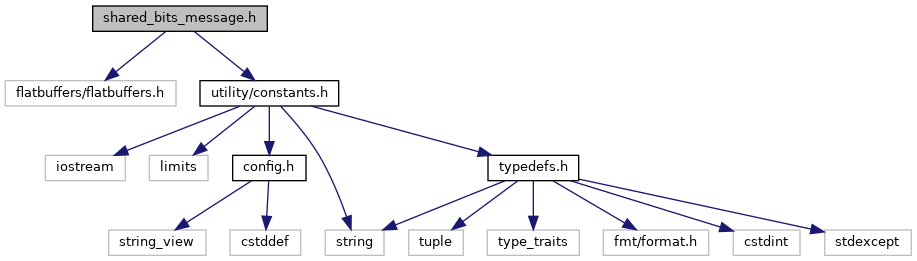 shared_bits_message.h
flatbuffers/flatbuffers.h
utility/constants.h
iostream
limits
config.h
typedefs.h
string_view
cstddef
string
tuple
type_traits
fmt/format.h
cstdint
stdexcept